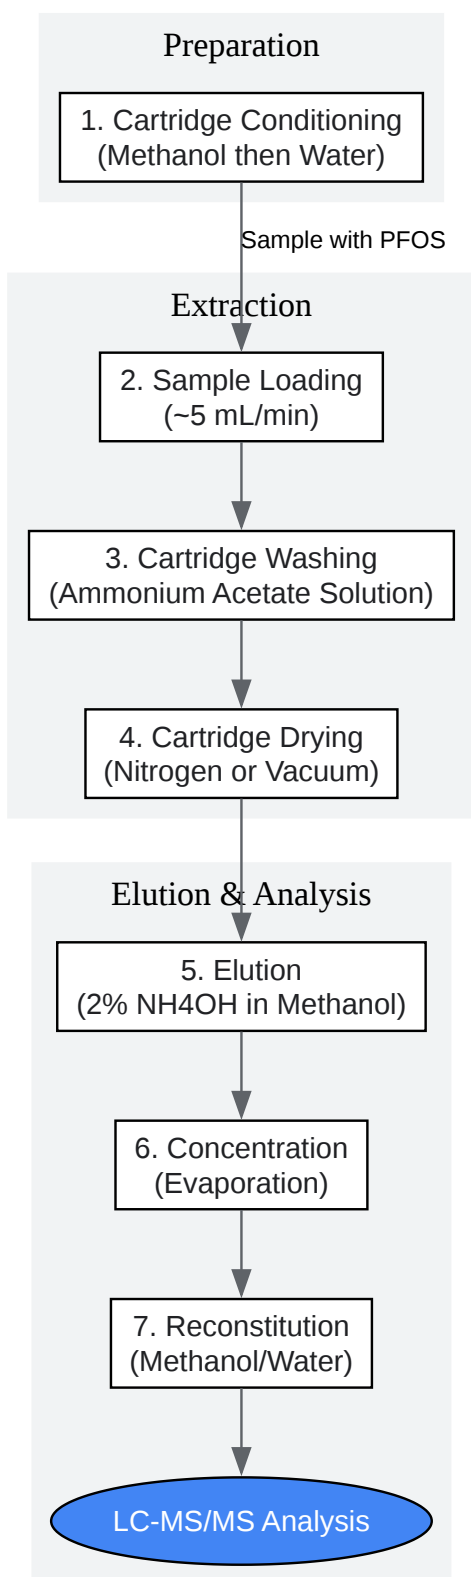 Preparation
1. Cartridge Conditioning
(Methanol then Water)
Sample with PFOS
Extraction
2. Sample Loading
(~5 mL/min)
3. Cartridge Washing
(Ammonium Acetate Solution)
4. Cartridge Drying
(Nitrogen or Vacuum)
Elution & Analysis
5. Elution
(2% NH4OH in Methanol)
6. Concentration
(Evaporation)
7. Reconstitution
(Methanol/Water)
LC-MS/MS Analysis